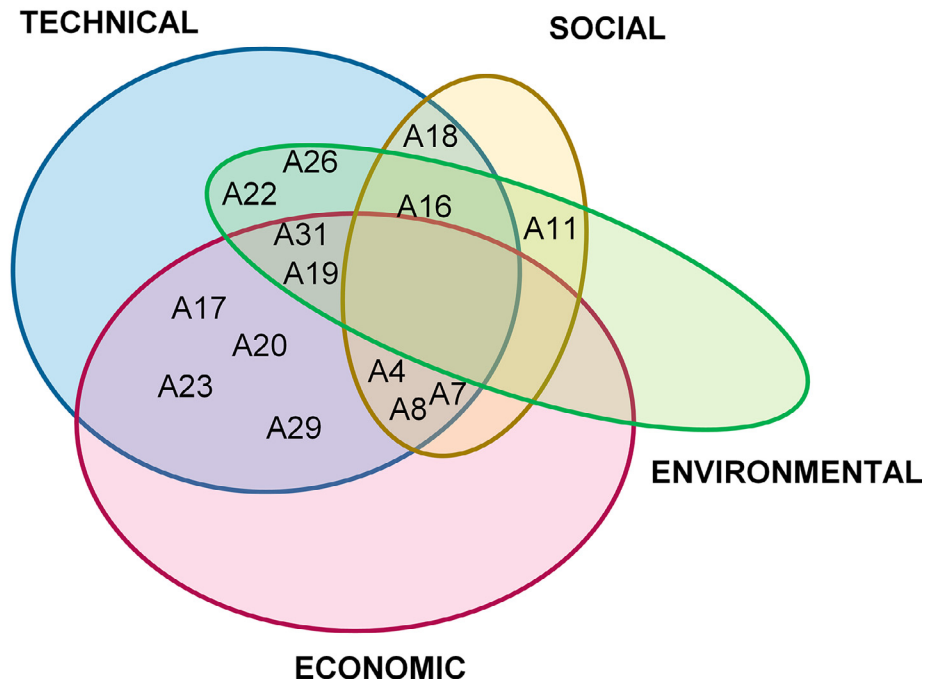 TECHNICAL
SOCIAL
A18
A26
A22
A16
A11
A31
A19
A17
A20
A23
A4
A7
A8
A29
ENVIRONMENTAL
ECONOMIC